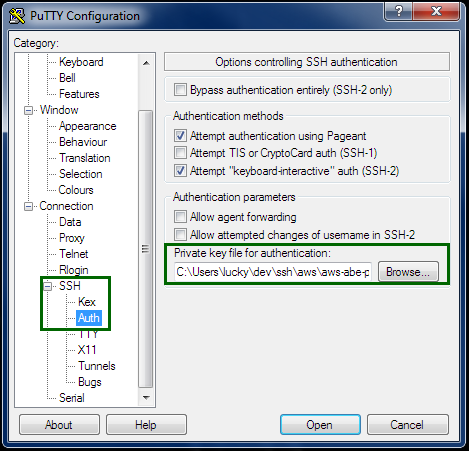 PuTTY Configuration
Category:
Keyboard
Bell
Features
Window
Appearance
Behaviour
Translation
Selection
Colours
Connection
Data
Proxy
Telnet
Rlogin
SSH
Kex
Auth
TTY
X11
Tunnels
Bugs
Serial
Options controlling SSH authentication
Bypass authentication entirely (SSH-2 only)
Authentication methods
Attempt authentication using Pageant
Attempt TIS or CryptoCard auth (SSH-1)
Attempt "keyboard-interactive" auth (SSH-2)
Authentication parameters
Allow agent forwarding
Allow attempted changes of username in SSH-2
Private key file for authentication:
C:\Users\lucky\dev\ssh\aws\aws-abe-p
Browse...
About
Help
Open
Cancel